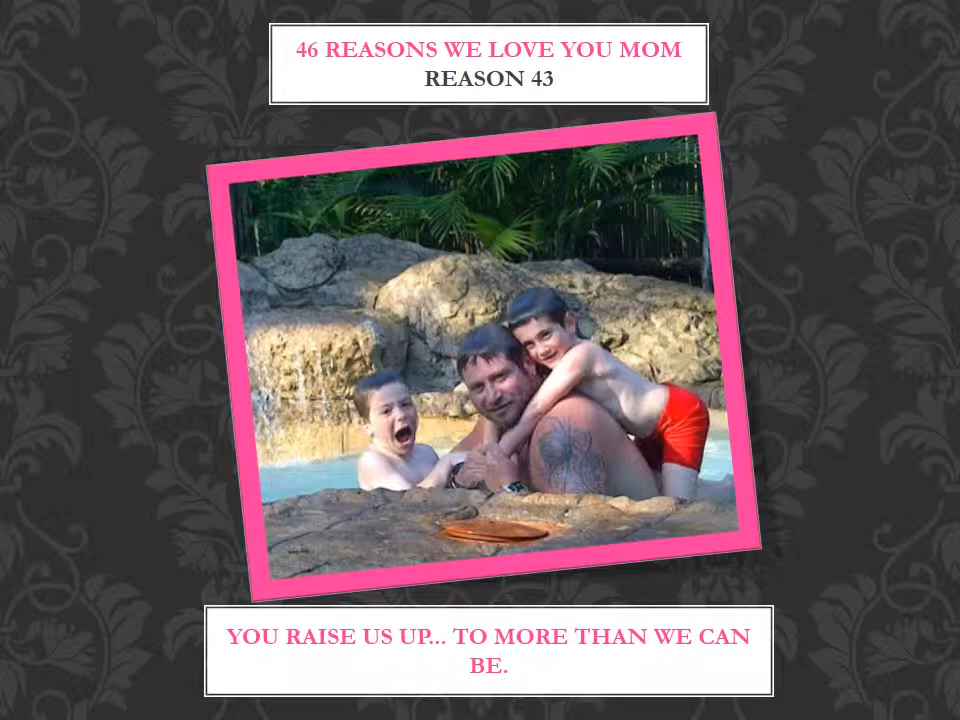 46 REASONS WE LOVE YOU MOM
REASON 43
YOU RAISE US UP... TO MORE THAN WE CAN
BE.